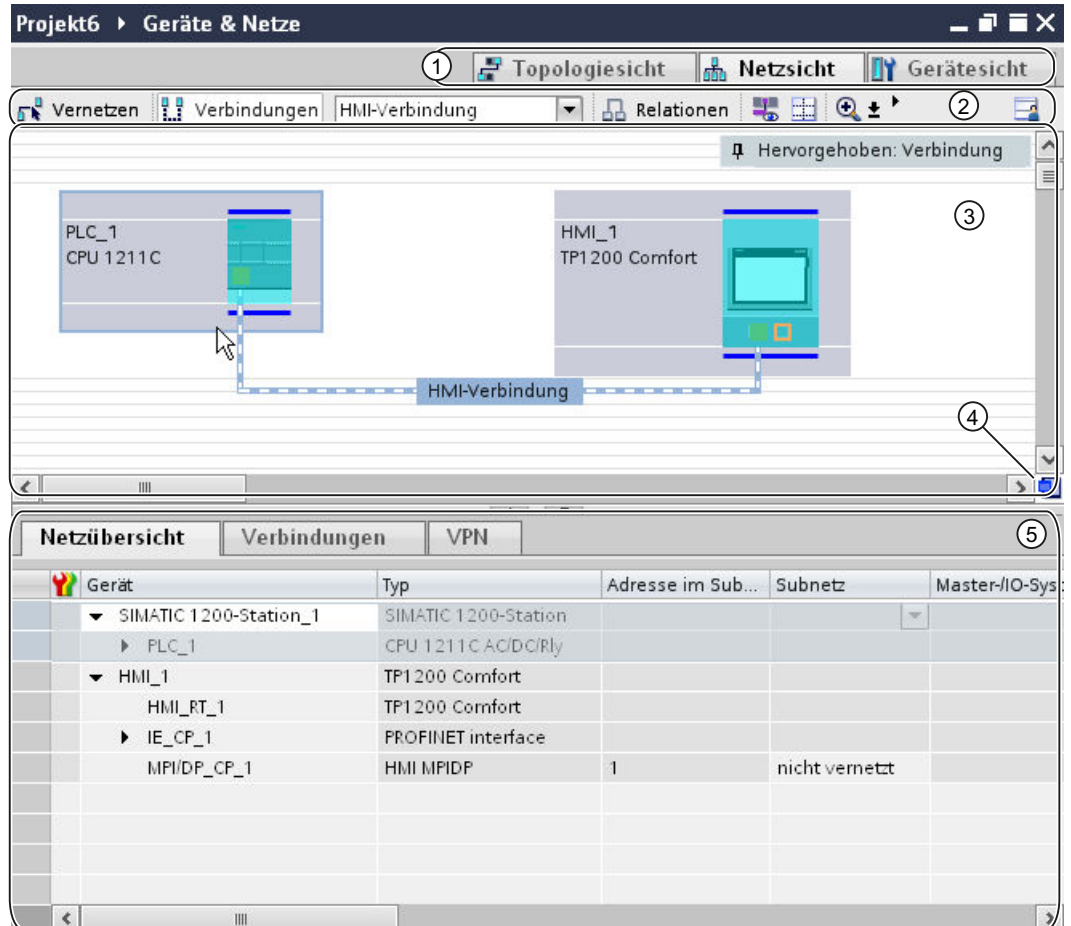 Projekt6 ▸ Geräte & Netze
① Topologiesicht Netzsicht Gerätesicht
Vernetzen Verbindungen HMI-Verbindung Relationen ②
Hervorgehoben: Verbindung
③
PLC_1
CPU 1211C
HMI_1
TP1200 Comfort
HMI-Verbindung
④
Netzübersicht Verbindungen VPN ⑤
Gerät Typ Adresse im Sub... Subnetz Master-/IO-Sys
SIMATIC 1200-Station_1 SIMATIC 1200-Station
PLC_1 CPU 1211C AC/DC/Rly
HMI_1 TP1200 Comfort
HMI_RT_1 TP1200 Comfort
IE_CP_1 PROFINET interface
MPI/DP_CP_1 HMI MPIDP 1 nicht vernetzt